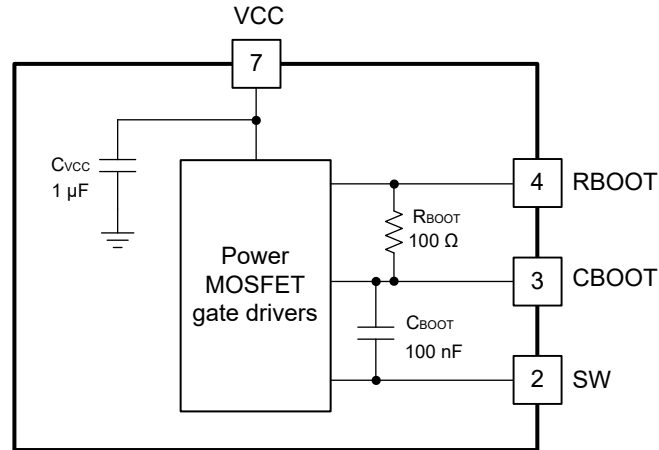 VCC
7
CVCC
1 µF
4
RBOOT
RBOOT
100 Ω
Power
MOSFET
gate drivers
3
CBOOT
CBOOT
100 nF
2
SW